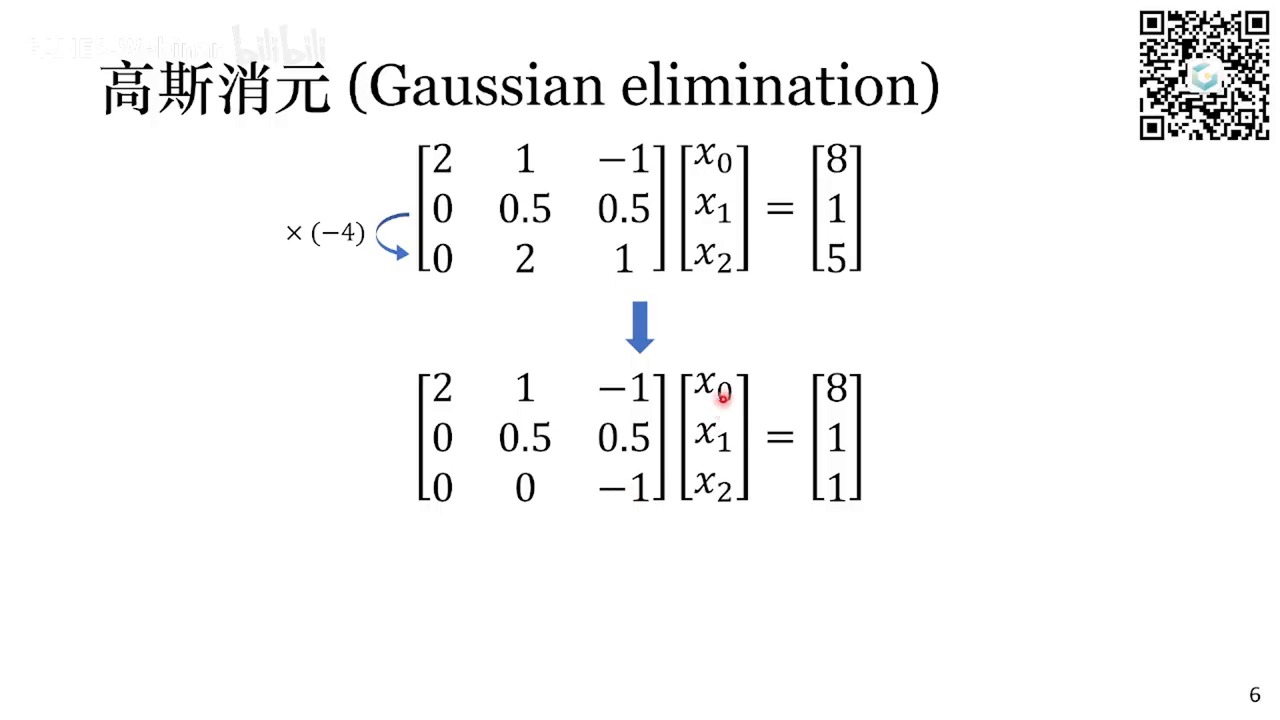 bilibili
高斯消元 (Gaussian elimination)
[2 1 −1] [x₀] [8]
[0 0.5 0.5] [x₁] = [1]
× (−4)
[0 2 1] [x₂] [5]
[2 1 −1] [x₀] [8]
[0 0.5 0.5] [x₁] = [1]
[0 0 −1] [x₂] [1]
6